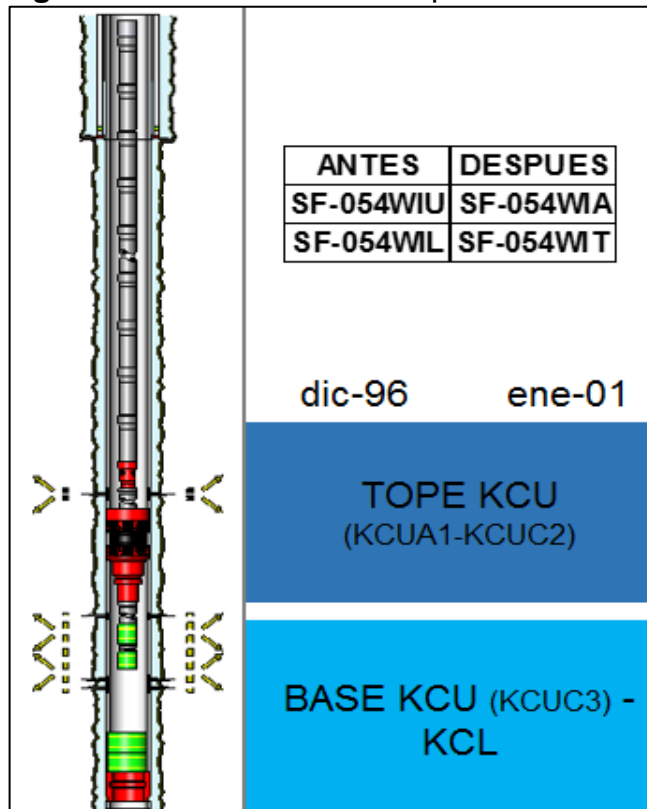 ANTES DESPUES
SF-054WIU SF-054WIA
SF-054WIL SF-054WIT
dic-96 ene-01
TOPE KCU
(KCUA1-KCUC2)
BASE KCU (KCUC3) -
KCL